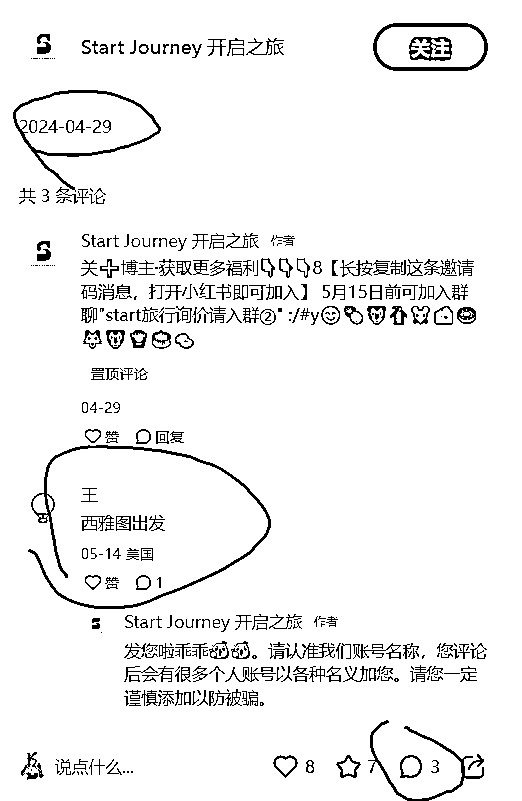 Start Journey 开启之旅
关注
2024-04-29
共 3 条评论
Start Journey 开启之旅 作者
关➕博主·获取更多福利👇👇👇8【长按复制这条邀请
码消息，打开小红书即可加入】 5月15日前可加入群
聊"start旅行询价请入群②" :/#y
置顶评论
04-29
赞 回复
王
西雅图出发
05-14 美国
赞 1
Start Journey 开启之旅 作者
发您啦乖乖。请认准我们账号名称，您评论
后会有很多个人账号以各种名义加您。请您一定
谨慎添加以防被骗。
说点什么... 8 7 3